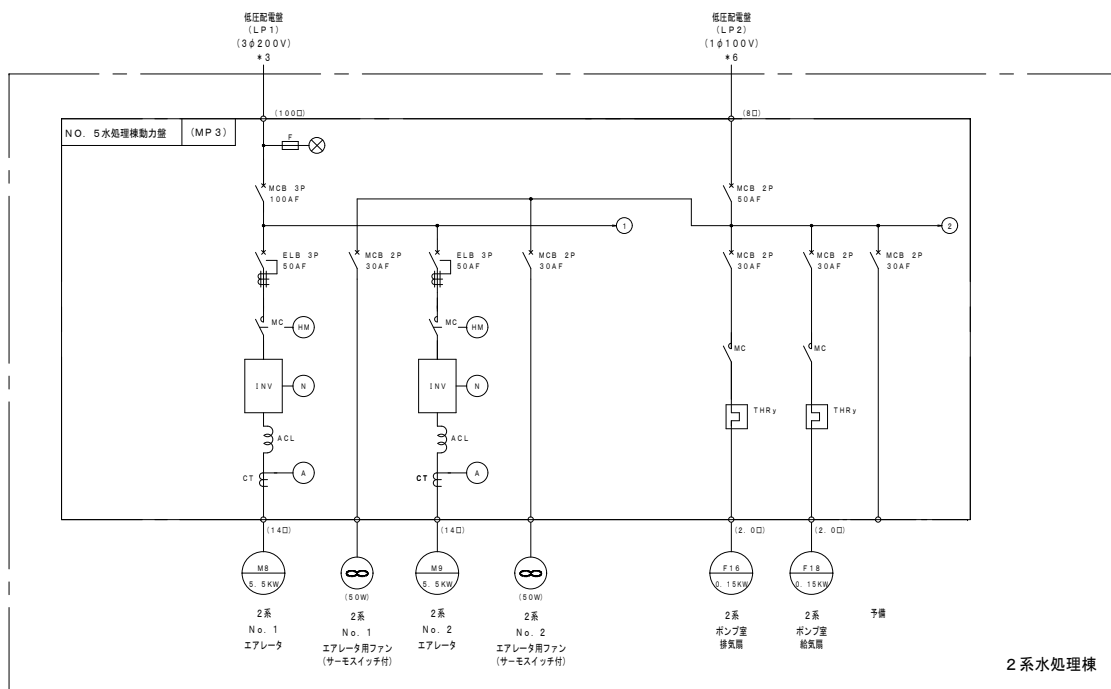 低圧配電盤
(LP1)
(3φ200V)
*3
低圧配電盤
(LP2)
(1φ100V)
*6
(100□)
(8□)
NO. 5水処理棟動力盤 (MP3)
F
MCB 3P
100AF
MCB 2P
50AF
1
2
ELB 3P
50AF
MCB 2P
30AF
ELB 3P
50AF
MCB 2P
30AF
MCB 2P
30AF
MCB 2P
30AF
MCB 2P
30AF
MC
HM
MC
HM
MC
MC
INV
N
INV
N
THRy
THRy
ACL
ACL
CT
A
CT
A
(14□)
(14□)
(2.0□)
(2.0□)
M8
5.5KW
M9
5.5KW
F16
0.15KW
F18
0.15KW
(50W)
(50W)
2系
No. 1
エアレータ
2系
No. 1
エアレータ用ファン
(サーモスイッチ付)
2系
No. 2
エアレータ
2系
No. 2
エアレータ用ファン
(サーモスイッチ付)
2系
ポンプ室
排気扇
2系
ポンプ室
給気扇
予備
2系水処理棟